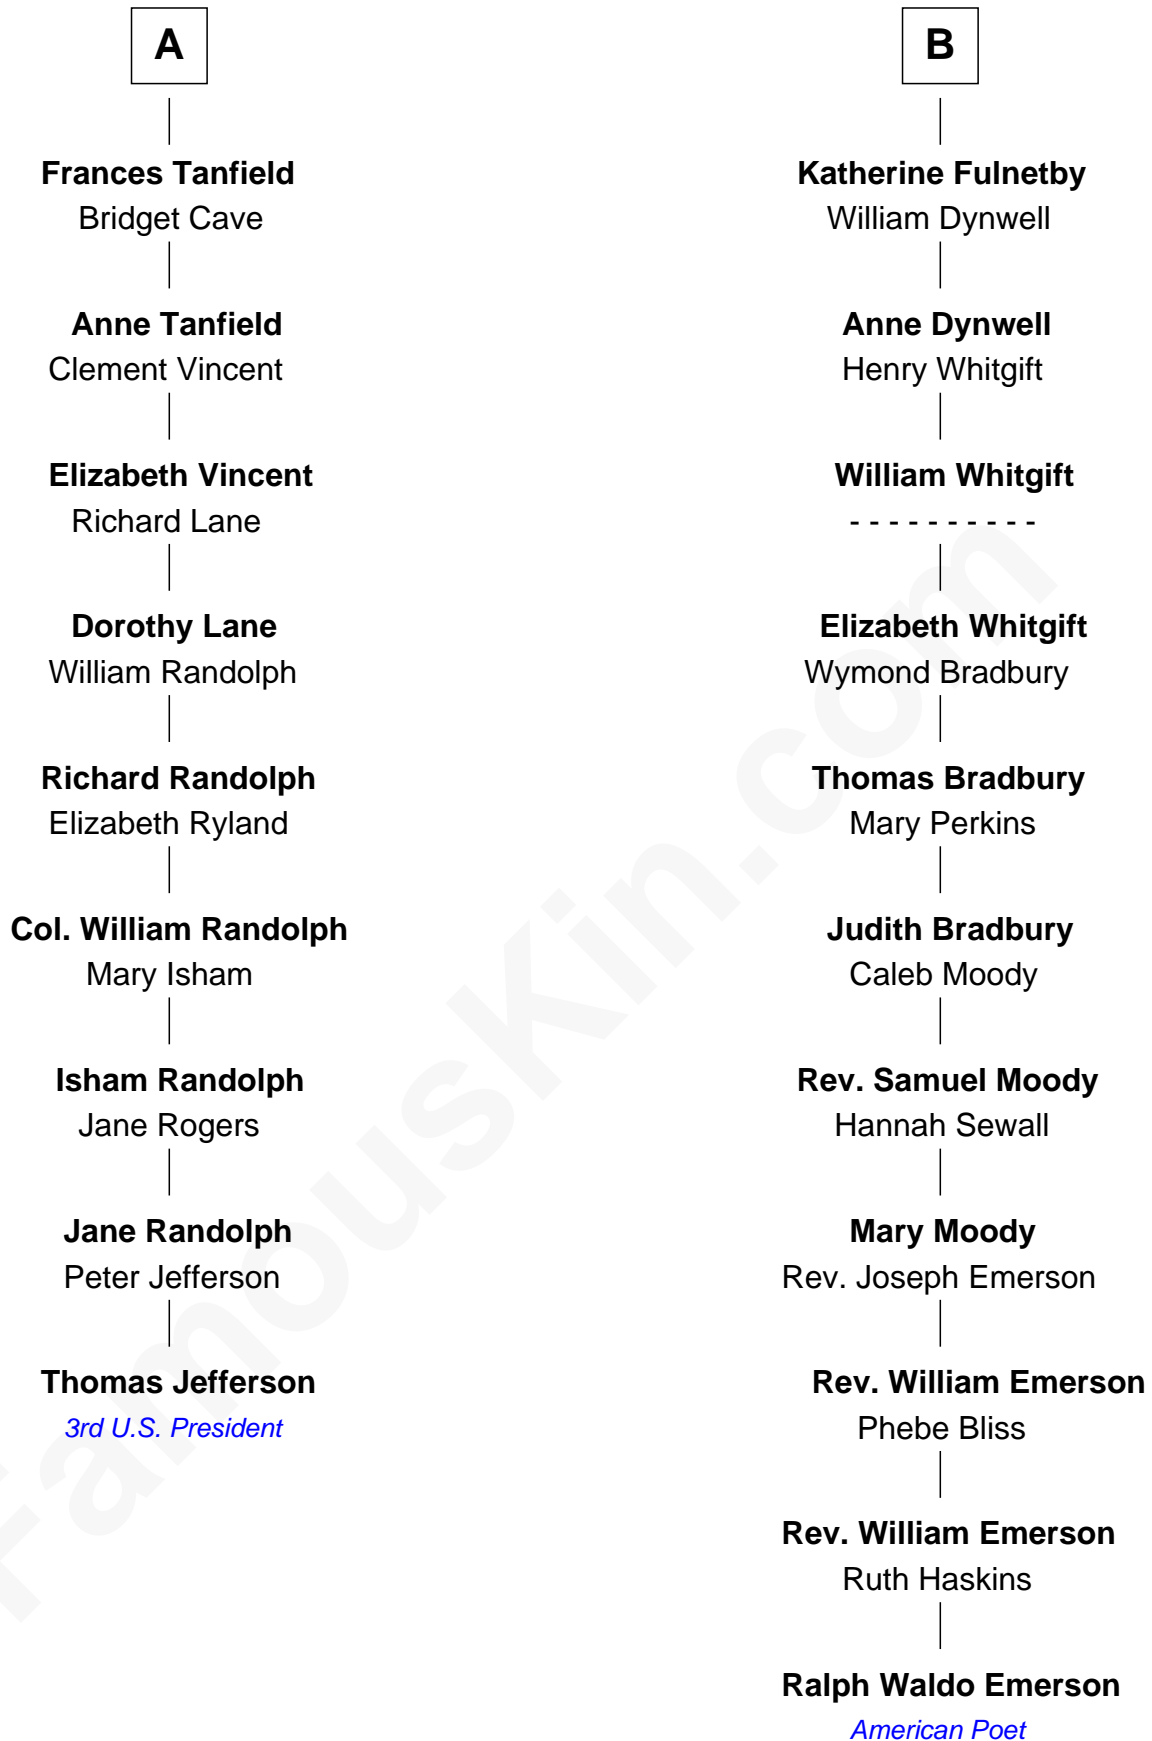 A
Frances Tanfield
Bridget Cave
Anne Tanfield
Clement Vincent
Elizabeth Vincent
Richard Lane
Dorothy Lane
William Randolph
Richard Randolph
Elizabeth Ryland
Col. William Randolph
Mary Isham
Isham Randolph
Jane Rogers
Jane Randolph
Peter Jefferson
Thomas Jefferson
3rd U.S. President
B
Katherine Fulnetby
William Dynwell
Anne Dynwell
Henry Whitgift
William Whitgift
- - - - - - - - - -
Elizabeth Whitgift
Wymond Bradbury
Thomas Bradbury
Mary Perkins
Judith Bradbury
Caleb Moody
Rev. Samuel Moody
Hannah Sewall
Mary Moody
Rev. Joseph Emerson
Rev. William Emerson
Phebe Bliss
Rev. William Emerson
Ruth Haskins
Ralph Waldo Emerson
American Poet
FamousKin.com